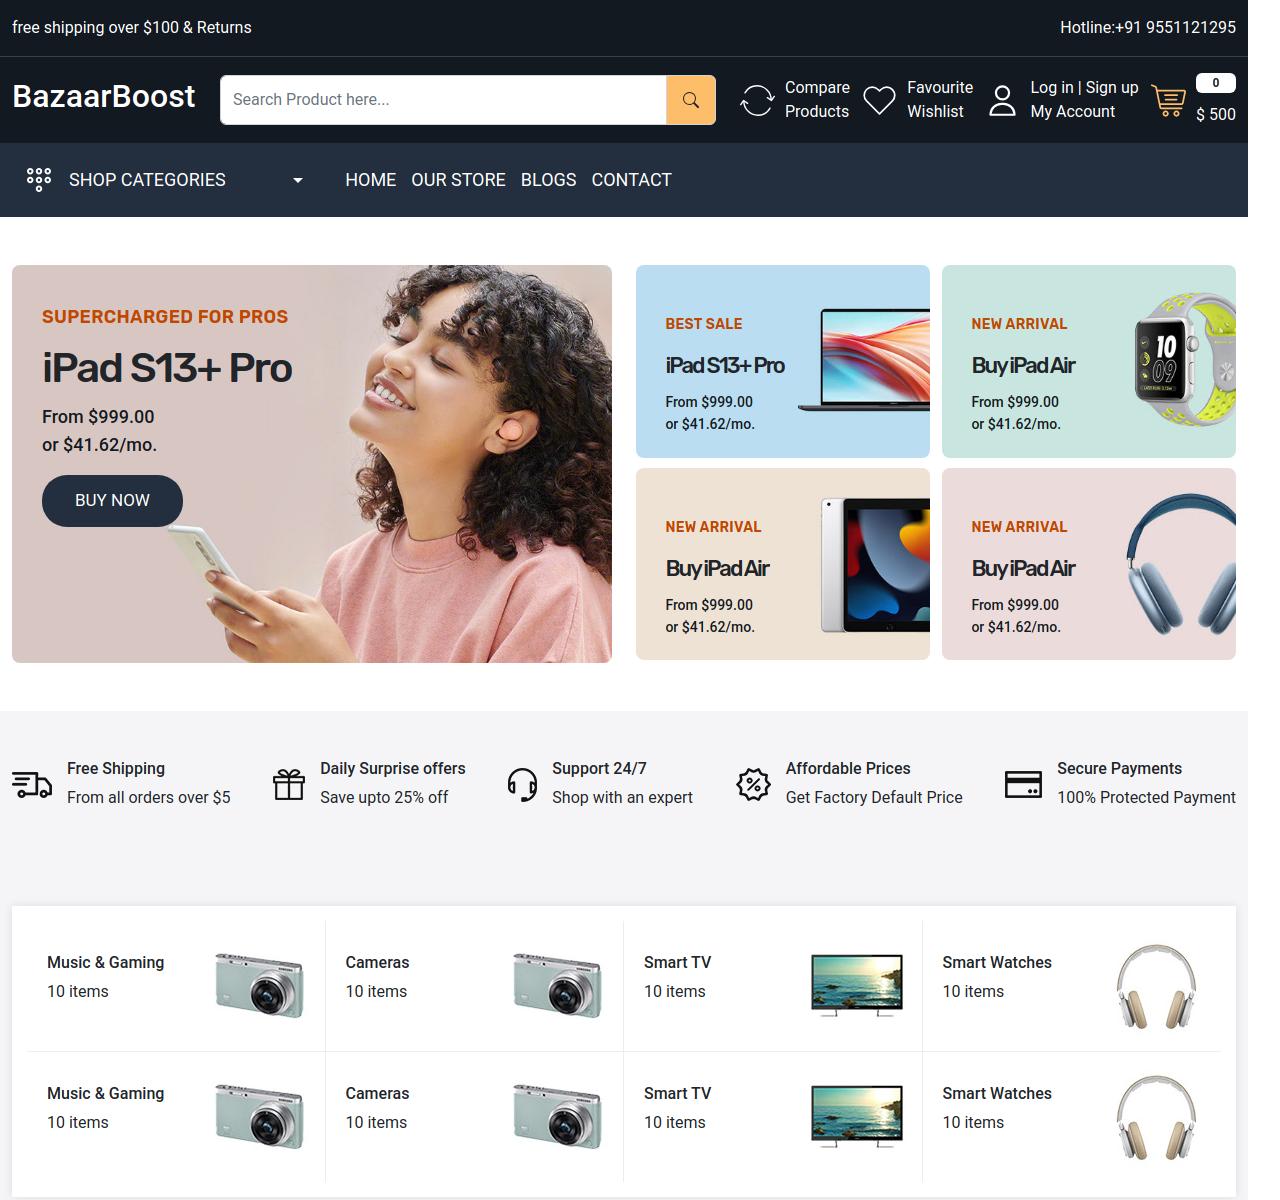 free shipping over $100 & Returns
Hotline:+91 9551121295
BazaarBoost
Search Product here...
Compare
Products
Favourite
Wishlist
Log in | Sign up
My Account
0
$ 500
SHOP CATEGORIES
HOME
OUR STORE
BLOGS
CONTACT
SUPERCHARGED FOR PROS
iPad S13+ Pro
From $999.00
or $41.62/mo.
BUY NOW
BEST SALE
iPad S13+ Pro
From $999.00
or $41.62/mo.
NEW ARRIVAL
Buy iPad Air
From $999.00
or $41.62/mo.
10
09
NEW ARRIVAL
Buy iPad Air
From $999.00
or $41.62/mo.
NEW ARRIVAL
Buy iPad Air
From $999.00
or $41.62/mo.
Free Shipping
From all orders over $5
Daily Surprise offers
Save upto 25% off
Support 24/7
Shop with an expert
Affordable Prices
Get Factory Default Price
Secure Payments
100% Protected Payment
Music & Gaming
10 items
Cameras
10 items
Smart TV
10 items
Smart Watches
10 items
Music & Gaming
10 items
Cameras
10 items
Smart TV
10 items
Smart Watches
10 items